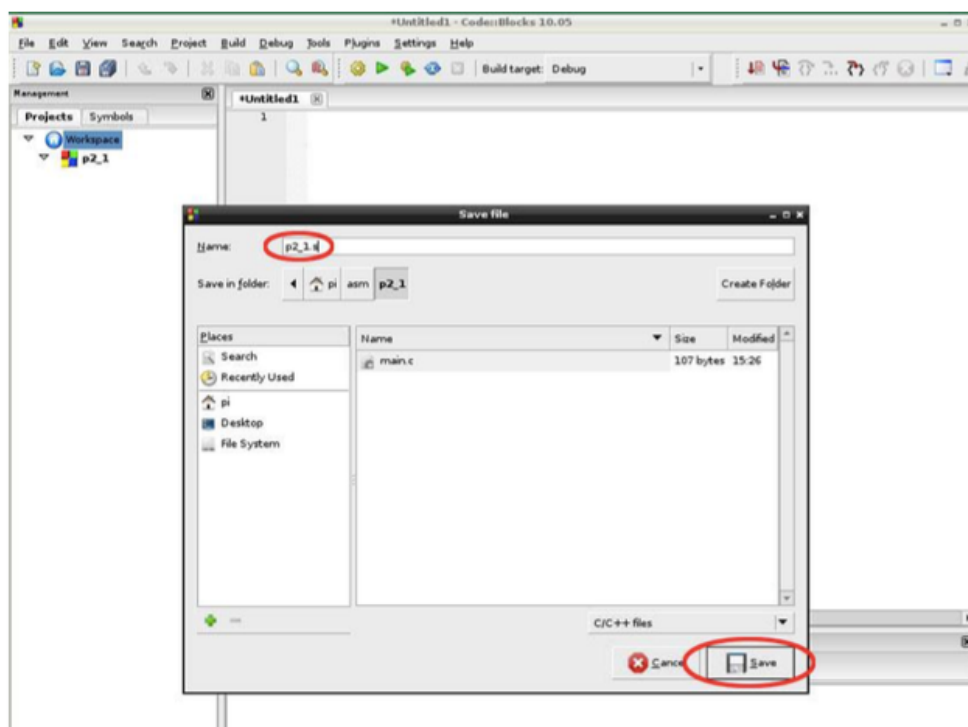 *Untitled1 - Code::Blocks 10.05
File Edit View Search Project Build Debug Tools Plugins Settings Help
Build target: Debug
Management
*Untitled1
Projects Symbols
1
Workspace
p2_1
Save file
Name: p2_1.s
Save in folder: pi asm p2_1 Create Folder
Places Name Size Modified
Search main.c 107 bytes 15:26
Recently Used
pi
Desktop
File System
C/C++ files
Cancel Save